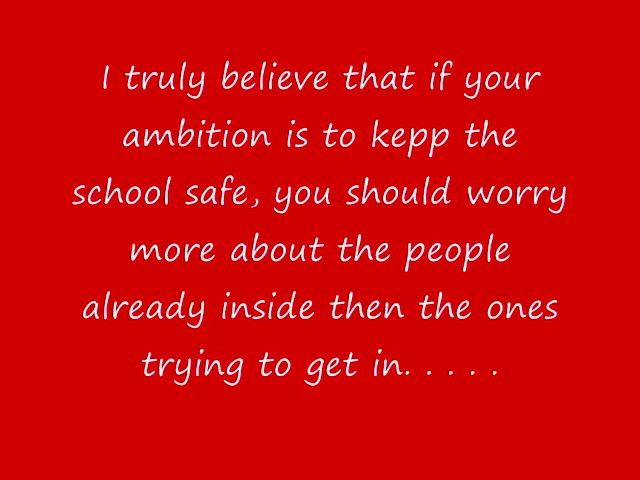 I truly believe that if your
ambition is to kepp the
school safe, you should worry
more about the people
already inside then the ones
trying to get in. . . . .